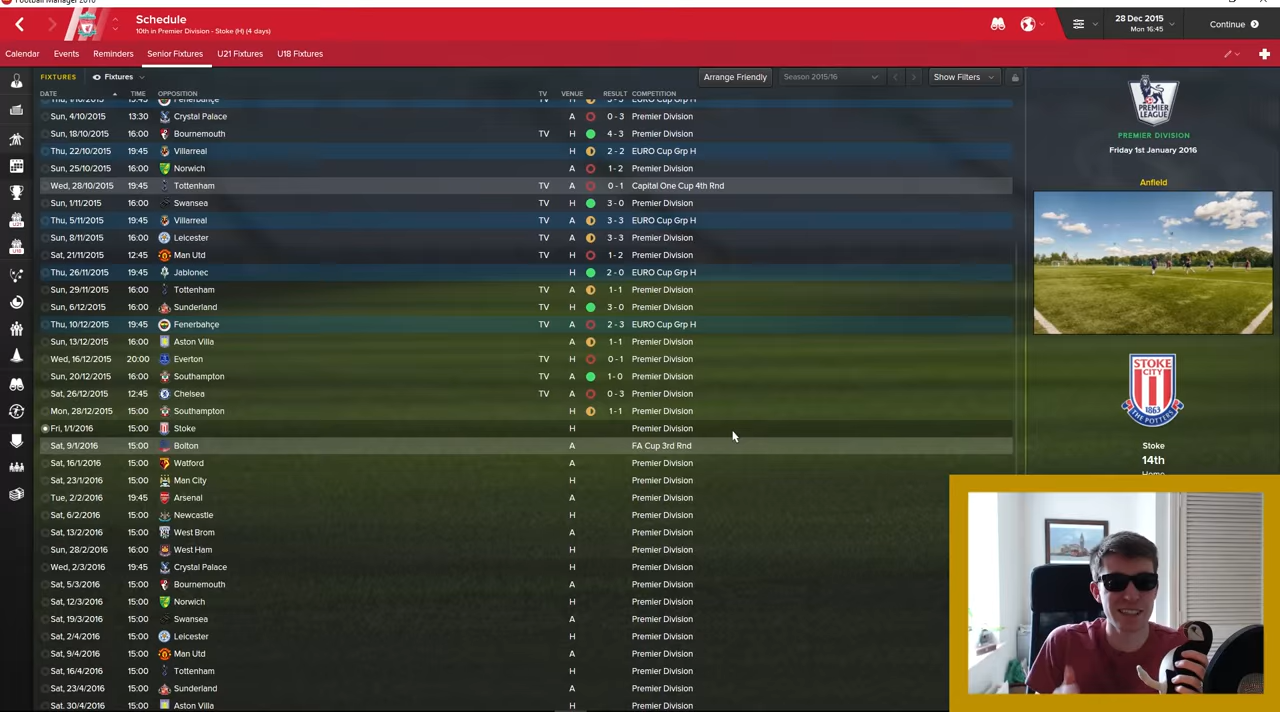 Football Manager 2016
Schedule
10th in Premier Division - Stoke (H) (4 days)
28 Dec 2015
Mon 16:45
Continue
Calendar Events Reminders Senior Fixtures U21 Fixtures U18 Fixtures
FIXTURES Fixtures Arrange Friendly Season 2015/16 Show Filters
DATE TIME OPPOSITION TV VENUE RESULT COMPETITION
Sun, 4/10/2015 13:30 Crystal Palace A 0 - 3 Premier Division
Sun, 18/10/2015 16:00 Bournemouth TV H 4 - 3 Premier Division
Thu, 22/10/2015 19:45 Villarreal H 2 - 2 EURO Cup Grp H
Sun, 25/10/2015 16:00 Norwich A 1 - 2 Premier Division
Wed, 28/10/2015 19:45 Tottenham TV A 0 - 1 Capital One Cup 4th Rnd
Sun, 1/11/2015 16:00 Swansea TV H 3 - 0 Premier Division
Thu, 5/11/2015 19:45 Villarreal TV A 3 - 3 EURO Cup Grp H
Sun, 8/11/2015 16:00 Leicester TV A 3 - 3 Premier Division
Sat, 21/11/2015 12:45 Man Utd TV H 1 - 2 Premier Division
Thu, 26/11/2015 19:45 Jablonec H 2 - 0 EURO Cup Grp H
Sun, 29/11/2015 16:00 Tottenham TV A 1 - 1 Premier Division
Sun, 6/12/2015 16:00 Sunderland TV H 3 - 0 Premier Division
Thu, 10/12/2015 19:45 Fenerbahçe TV A 2 - 3 EURO Cup Grp H
Sun, 13/12/2015 16:00 Aston Villa A 1 - 1 Premier Division
Wed, 16/12/2015 20:00 Everton TV H 0 - 1 Premier Division
Sun, 20/12/2015 16:00 Southampton TV A 1 - 0 Premier Division
Sat, 26/12/2015 12:45 Chelsea TV A 0 - 3 Premier Division
Mon, 28/12/2015 15:00 Southampton H 1 - 1 Premier Division
Fri, 1/1/2016 15:00 Stoke H Premier Division
Sat, 9/1/2016 15:00 Bolton A FA Cup 3rd Rnd
Sat, 16/1/2016 15:00 Watford A Premier Division
Sat, 23/1/2016 15:00 Man City H Premier Division
Tue, 2/2/2016 19:45 Arsenal A Premier Division
Sat, 6/2/2016 15:00 Newcastle H Premier Division
Sat, 13/2/2016 15:00 West Brom A Premier Division
Sun, 28/2/2016 16:00 West Ham H Premier Division
Wed, 2/3/2016 19:45 Crystal Palace H Premier Division
Sat, 5/3/2016 15:00 Bournemouth A Premier Division
Sat, 12/3/2016 15:00 Norwich H Premier Division
Sat, 19/3/2016 15:00 Swansea A Premier Division
Sat, 2/4/2016 15:00 Leicester H Premier Division
Sat, 9/4/2016 15:00 Man Utd A Premier Division
Sat, 16/4/2016 15:00 Tottenham H Premier Division
Sat, 23/4/2016 15:00 Sunderland A Premier Division
Sat, 30/4/2016 15:00 Aston Villa H Premier Division
PREMIER LEAGUE
PREMIER DIVISION
Friday 1st January 2016
Anfield
STOKE
CITY
1863
THE POTTERS
Stoke
14th